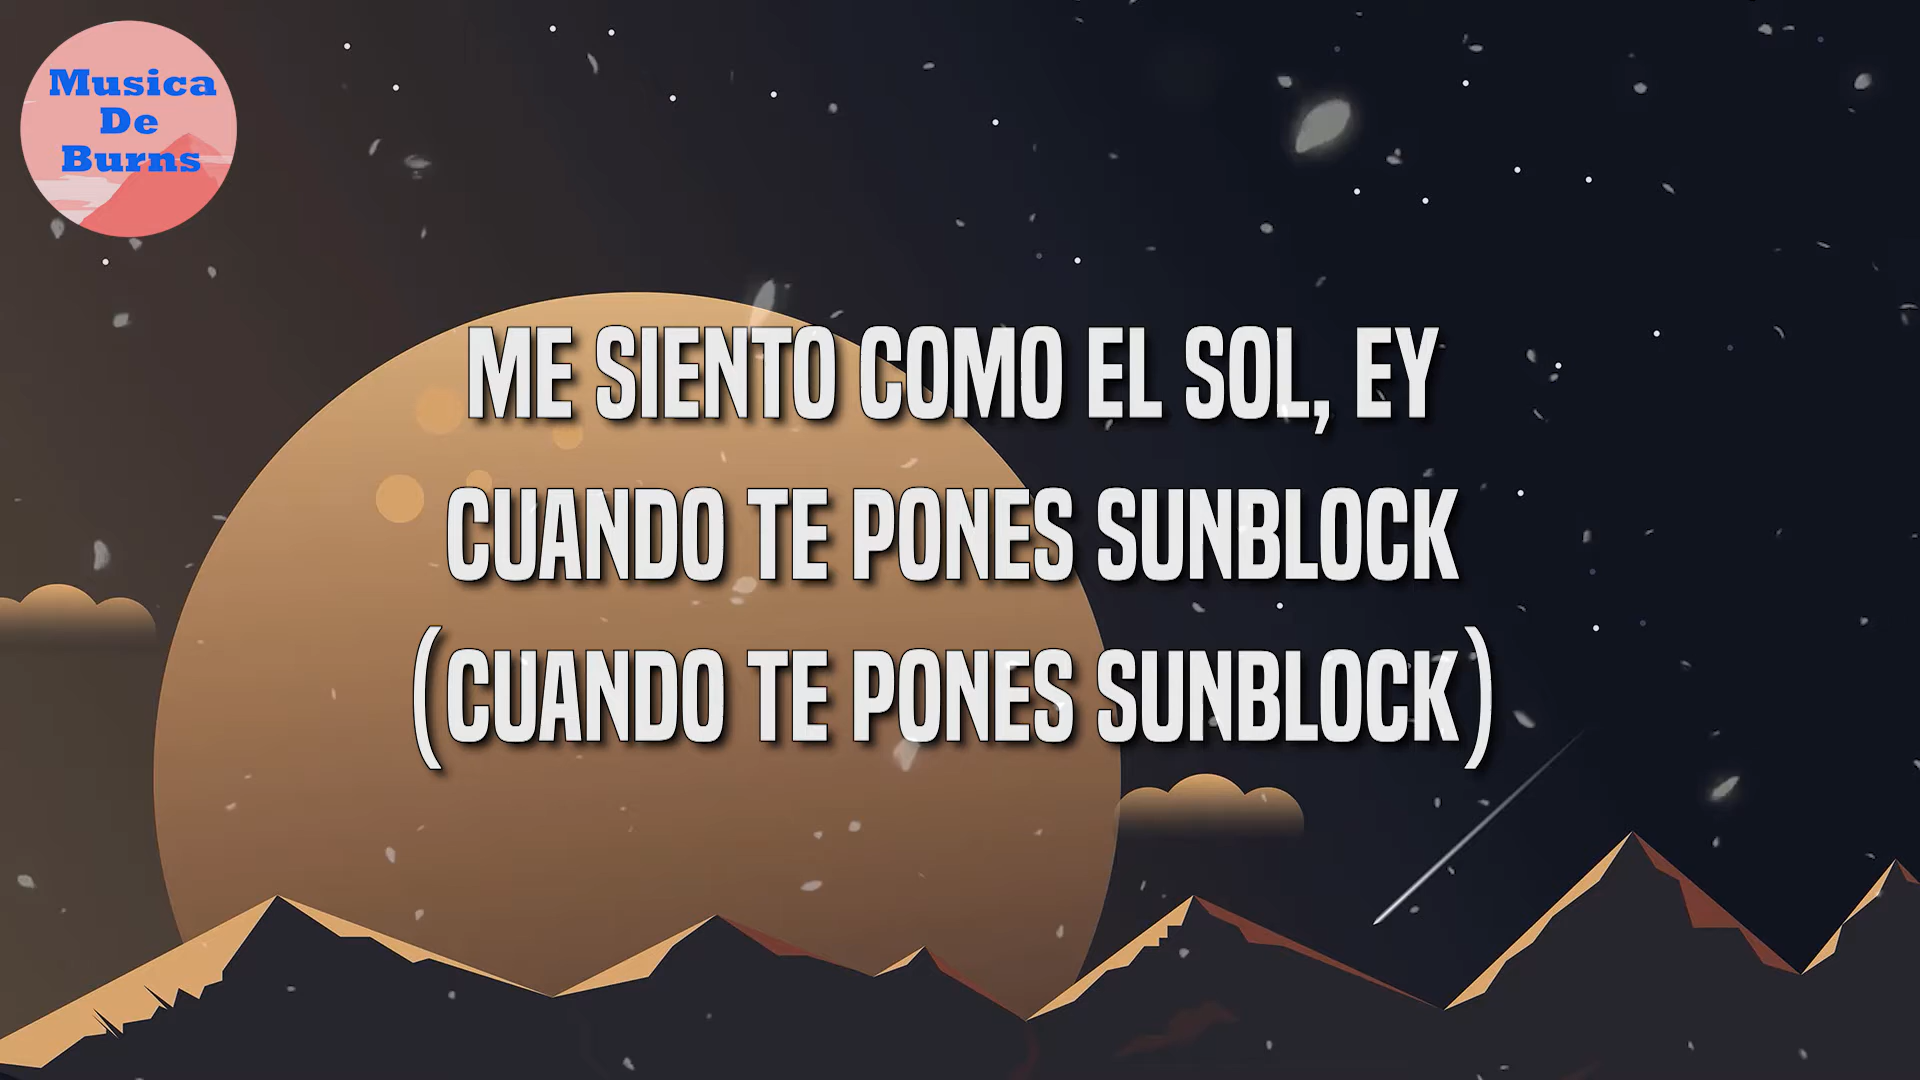 Musica
De
Burns
ME SIENTO COMO EL SOL, EY
CUANDO TE PONES SUNBLOCK
(CUANDO TE PONES SUNBLOCK)